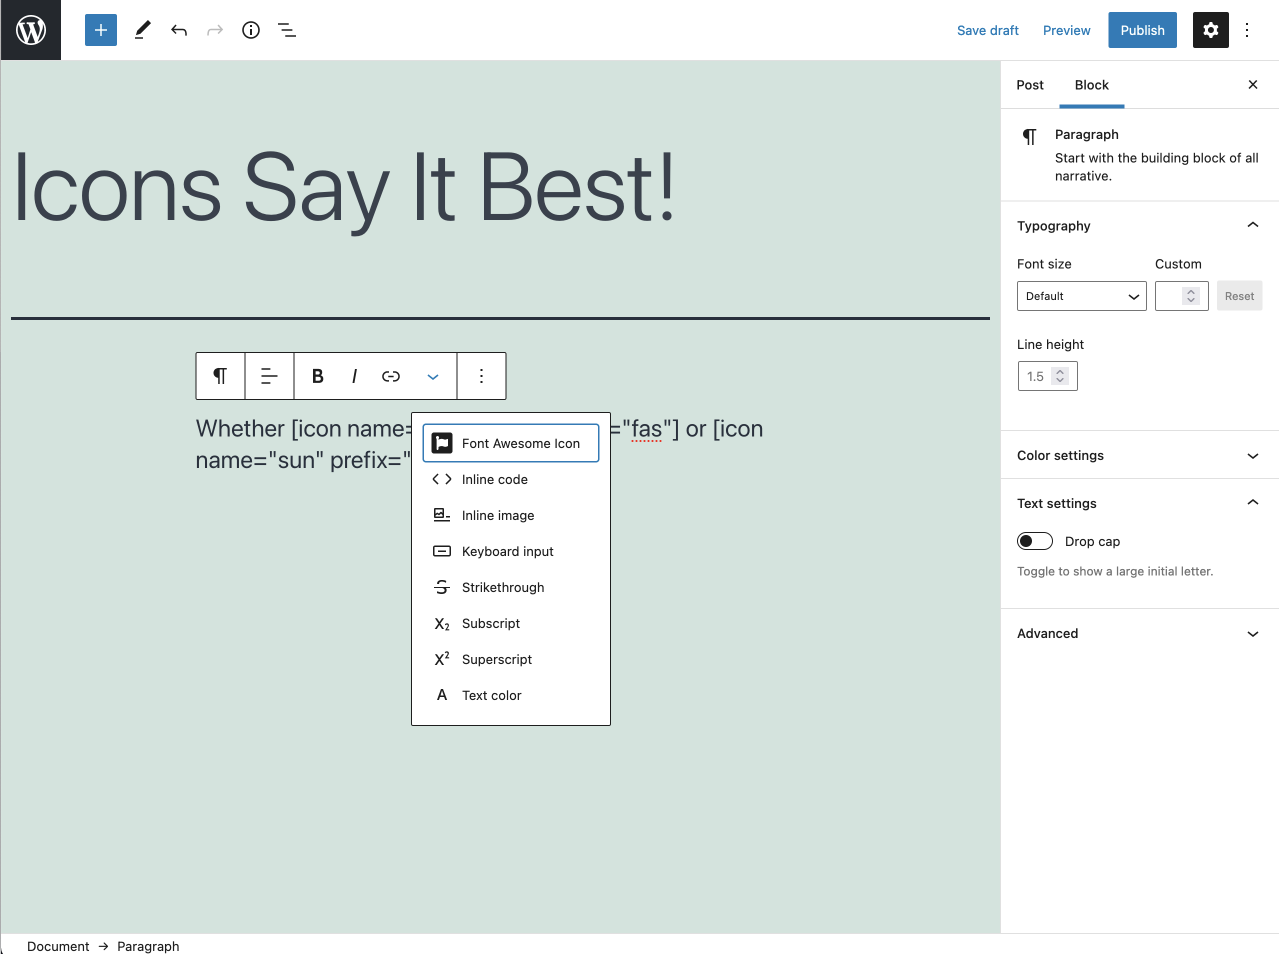 Save draft Preview Publish
Post Block
Paragraph
Start with the building block of all
narrative.
Typography
Font size Custom
Default Reset
Line height
1.5
Color settings
Text settings
Drop cap
Toggle to show a large initial letter.
Advanced
Icons Say It Best!
B I
Whether [icon name= ="fas"] or [icon
name="sun" prefix="
Font Awesome Icon
Inline code
Inline image
Keyboard input
Strikethrough
Subscript
Superscript
Text color
Document → Paragraph